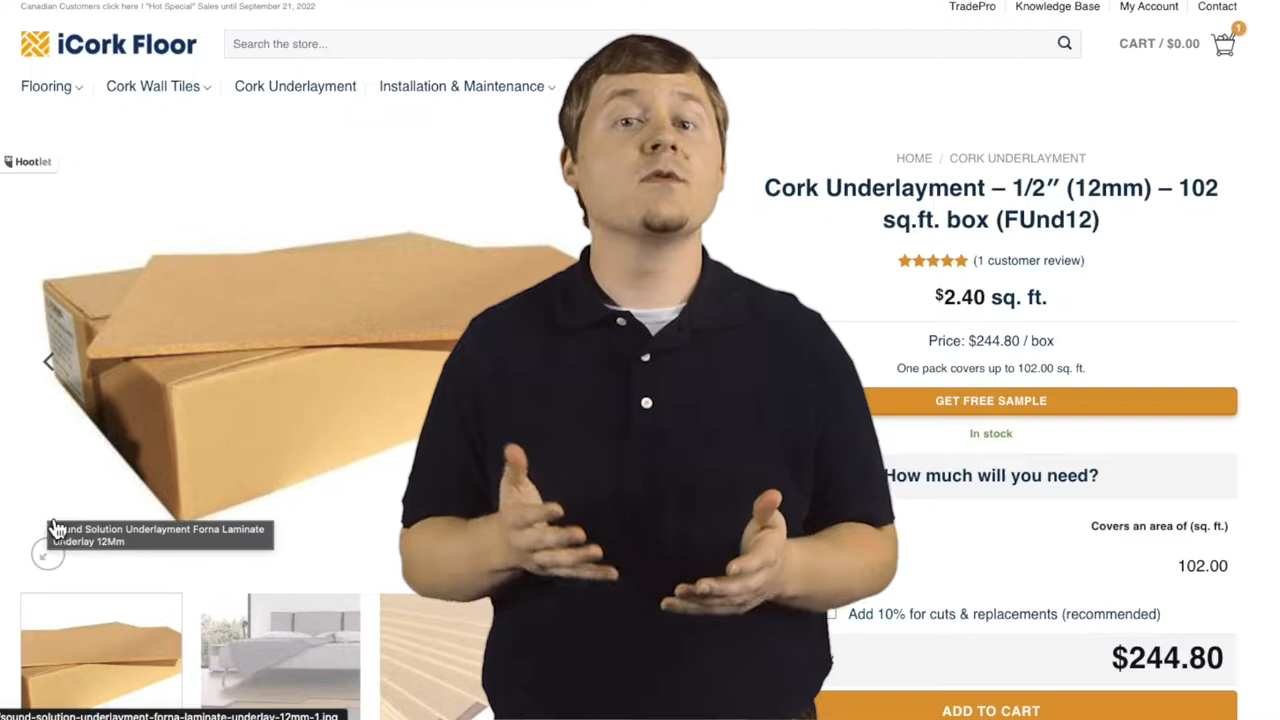 Canadian Customers click here I "Hot Special" Sales until September 21, 2022
TradePro
Knowledge Base
My Account
Contact
iCork Floor
Search the store...
CART / $0.00
1
Flooring
Cork Wall Tiles
Cork Underlayment
Installation & Maintenance
Hootlet
HOME / CORK UNDERLAYMENT
Cork Underlayment – 1/2″ (12mm) – 102
sq.ft. box (FUnd12)
(1 customer review)
$2.40 sq. ft.
Price: $244.80 / box
One pack covers up to 102.00 sq. ft.
GET FREE SAMPLE
In stock
How much will you need?
Covers an area of (sq. ft.)
102.00
Solution Underlayment Forna Laminate
Underlay 12Mm
Add 10% for cuts & replacements (recommended)
$244.80
ADD TO CART
/sound-solution-underlayment-forna-laminate-underlay-12mm-1.jpg